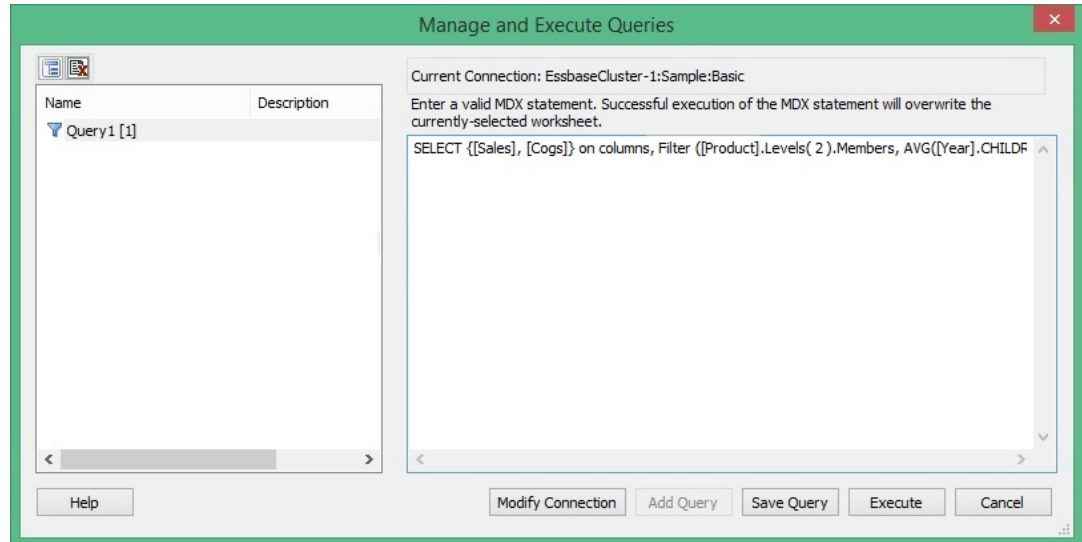 Manage and Execute Queries
Current Connection: EssbaseCluster-1:Sample:Basic
Name Description
Enter a valid MDX statement. Successful execution of the MDX statement will overwrite the
currently-selected worksheet.
Query1 [1]
SELECT {[Sales], [Cogs]} on columns, Filter ([Product].Levels( 2 ).Members, AVG([Year].CHILDR
Help
Modify Connection
Add Query
Save Query
Execute
Cancel